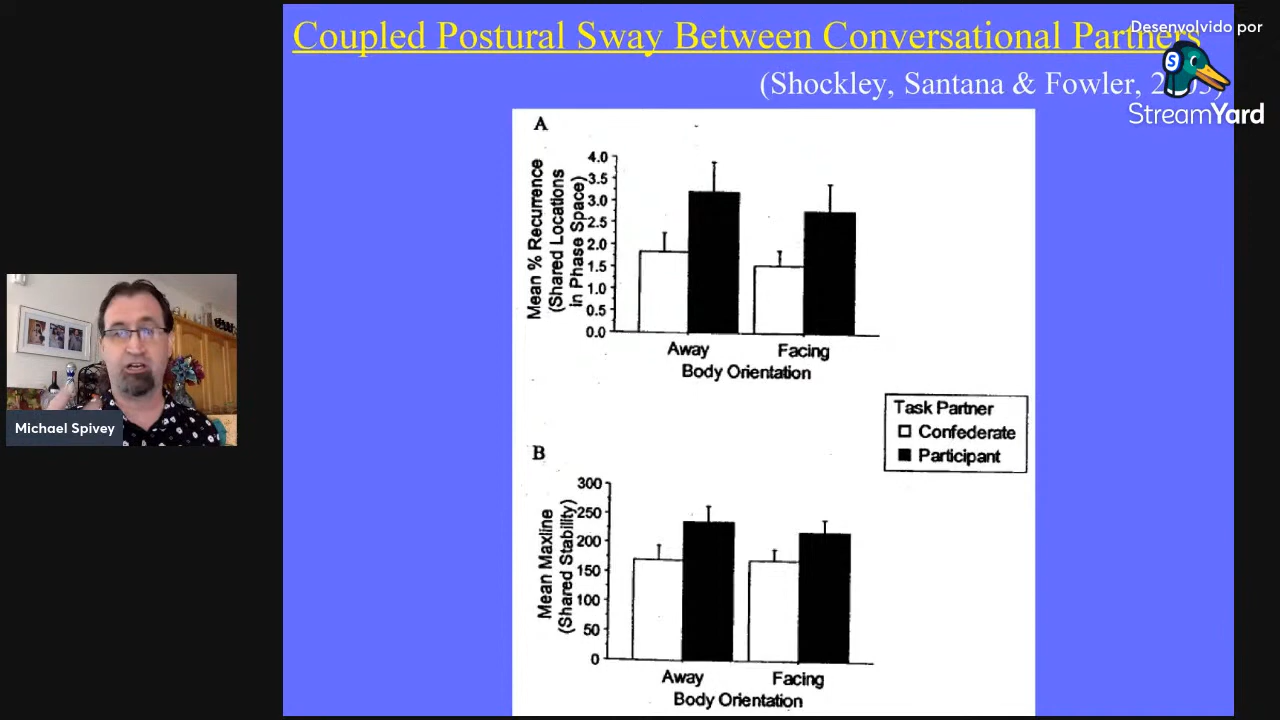 Coupled Postural Sway Between Conversational Partners
Desenvolvido por
(Shockley, Santana & Fowler,
StreamYard
A
Mean % Recurrence
(Shared Locations
in Phase Space)
4.0
3.5
3.0
2.5
2.0
1.5
1.0
0.5
0.0
Away Facing
Body Orientation
Task Partner
Confederate
Participant
B
Mean Maxline
(Shared Stability)
300
250
200
150
100
50
0
Away Facing
Body Orientation
Michael Spivey